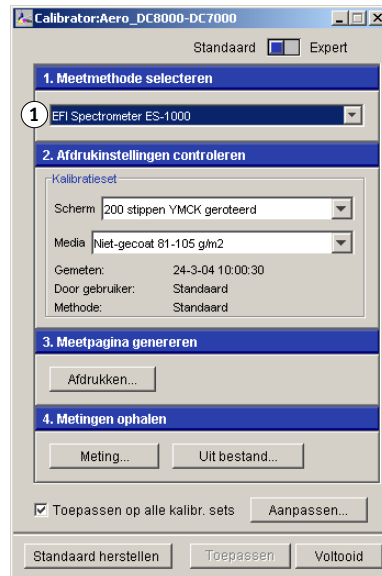 Calibrator:Aero_DC8000-DC7000
Standaard Expert
1. Meetmethode selecteren
1 EFI Spectrometer ES-1000
2. Afdrukinstellingen controleren
Kalibratieset
Scherm 200 stippen YMCK geroteerd
Media Niet-gecoat 81-105 g/m2
Gemeten: 24-3-04 10:00:30
Door gebruiker: Standaard
Methode: Standaard
3. Meetpagina genereren
Afdrukken...
4. Metingen ophalen
Meting... Uit bestand...
Toepassen op alle kalibr. sets Aanpassen...
Standaard herstellen Toepassen Voltooid